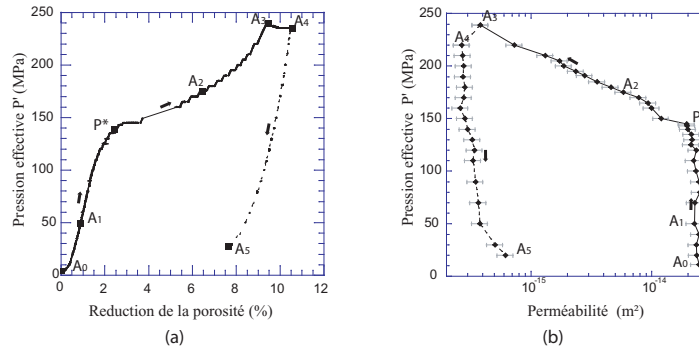 250
200
150
100
50
0
Pression effective P' (MPa)
A3
A4
A2
P*
A1
A0
A5
0 2 4 6 8 10 12
Reduction de la porosité (%)
(a)
250
200
150
100
50
0
Pression effective P' (MPa)
A3
A4
A2
P
A1
A0
A5
10-15 10-14
Perméabilité (m²)
(b)